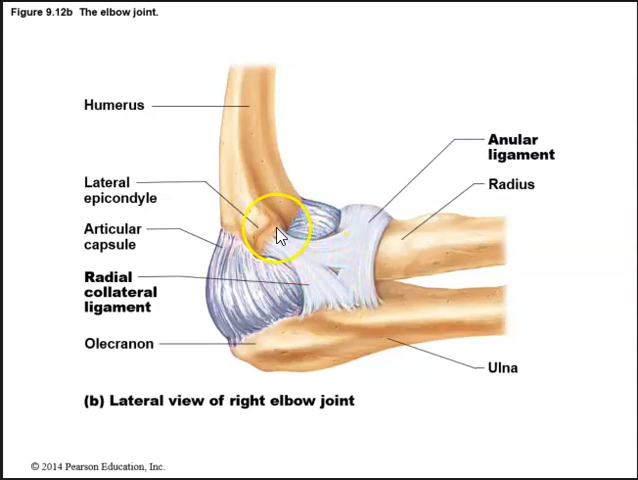 Figure 9.12b The elbow joint.
Humerus
Anular
ligament
Lateral
epicondyle
Radius
Articular
capsule
Radial
collateral
ligament
Olecranon
Ulna
(b) Lateral view of right elbow joint
© 2014 Pearson Education, Inc.